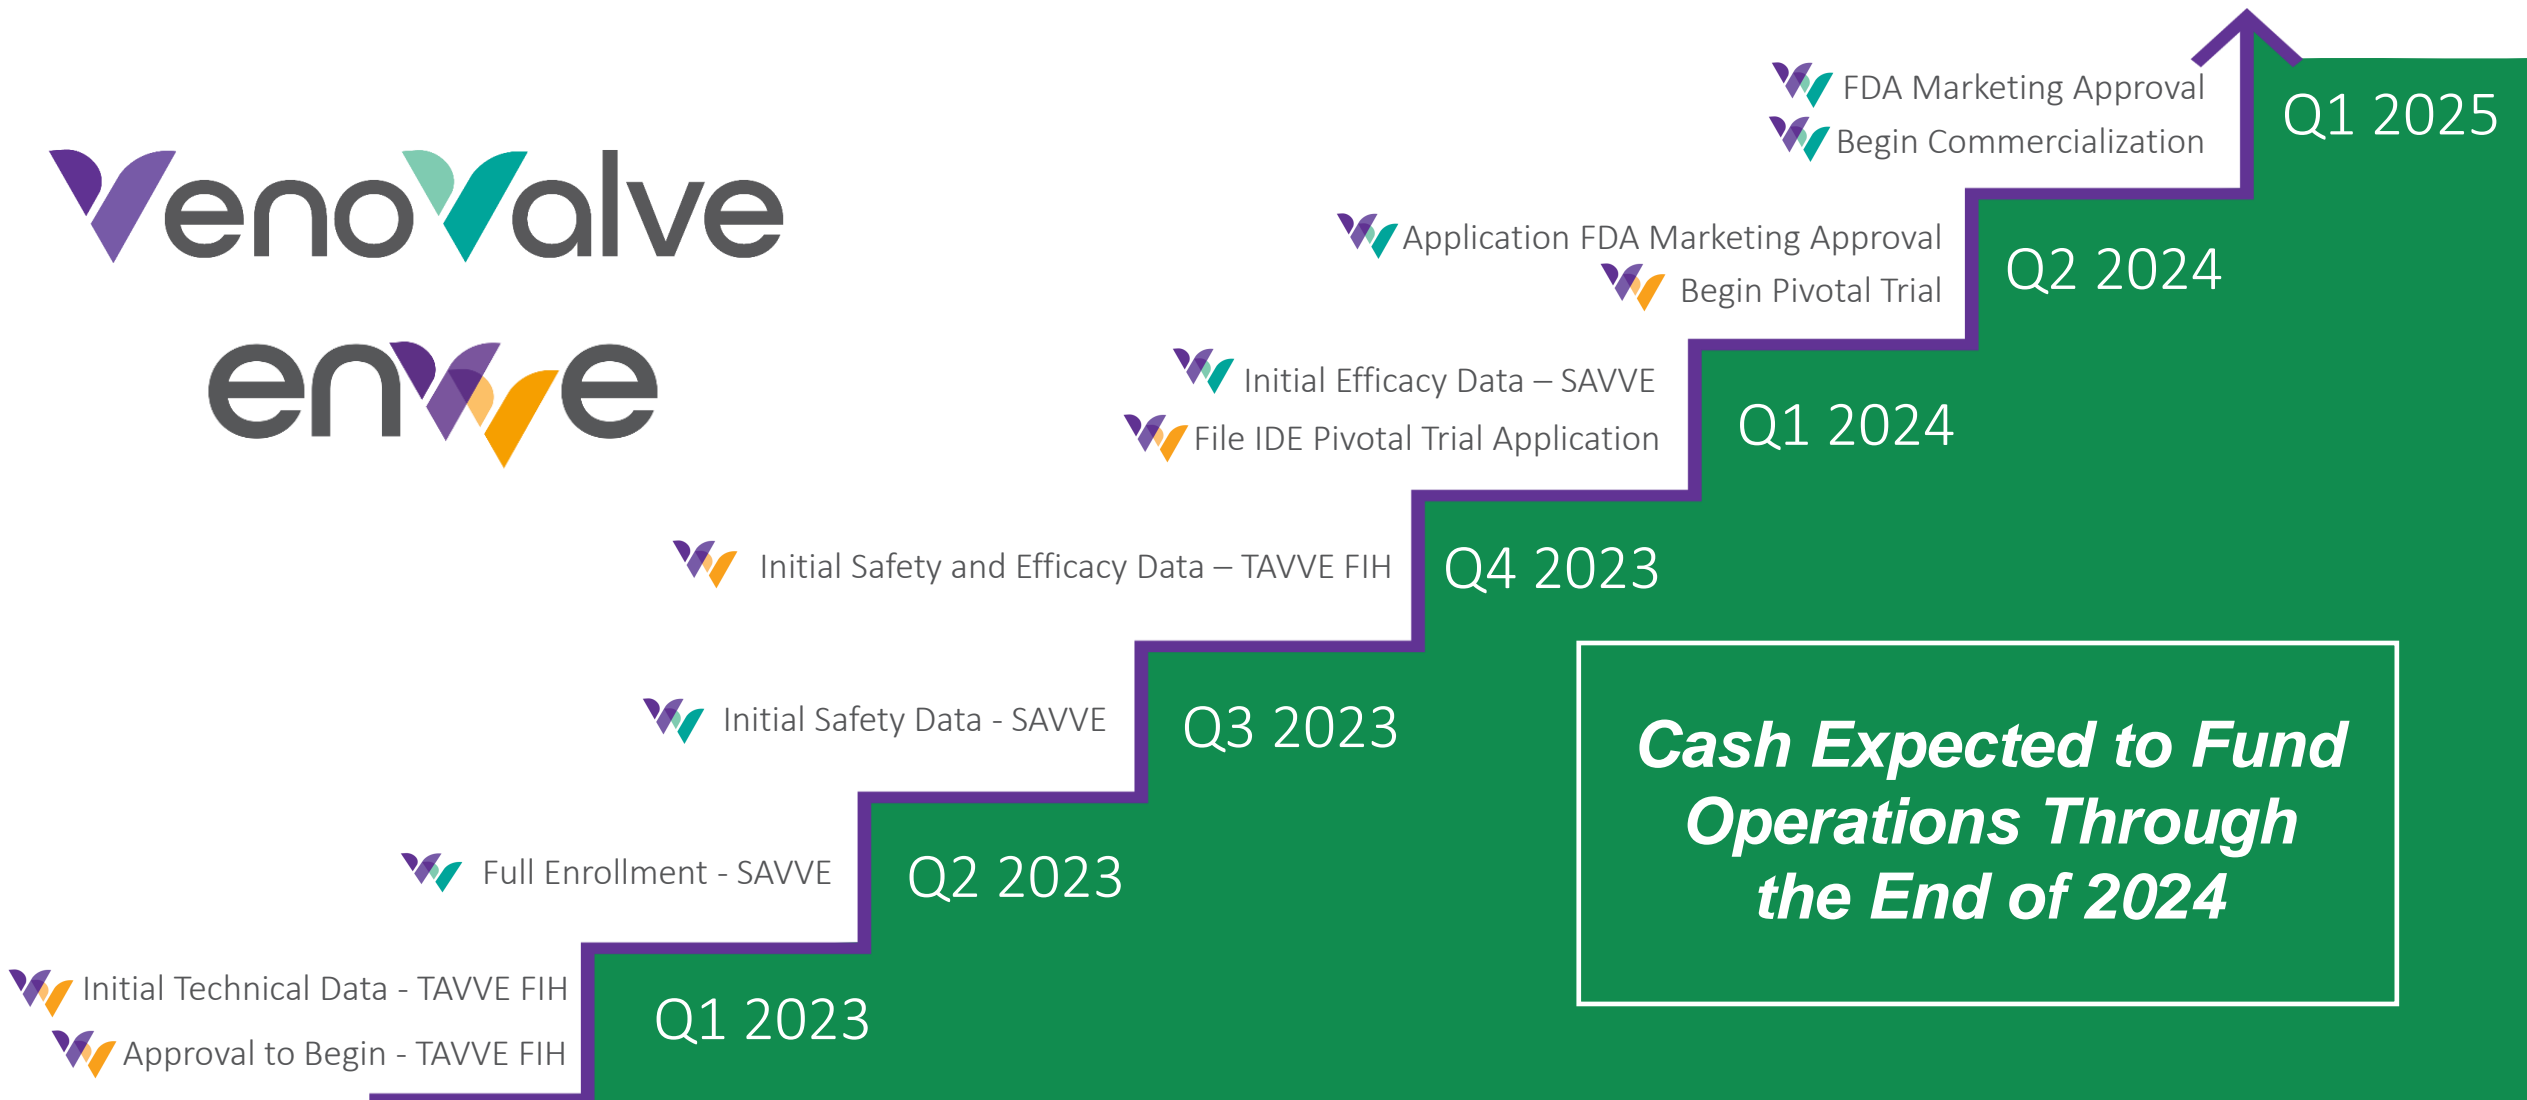 VenoValve
enVVe
FDA Marketing Approval
Begin Commercialization
Q1 2025
Application FDA Marketing Approval
Begin Pivotal Trial
Q2 2024
Initial Efficacy Data – SAVVE
File IDE Pivotal Trial Application
Q1 2024
Initial Safety and Efficacy Data – TAVVE FIH
Q4 2023
Initial Safety Data - SAVVE
Q3 2023
Full Enrollment - SAVVE
Q2 2023
Initial Technical Data - TAVVE FIH
Approval to Begin - TAVVE FIH
Q1 2023
Cash Expected to Fund
Operations Through
the End of 2024